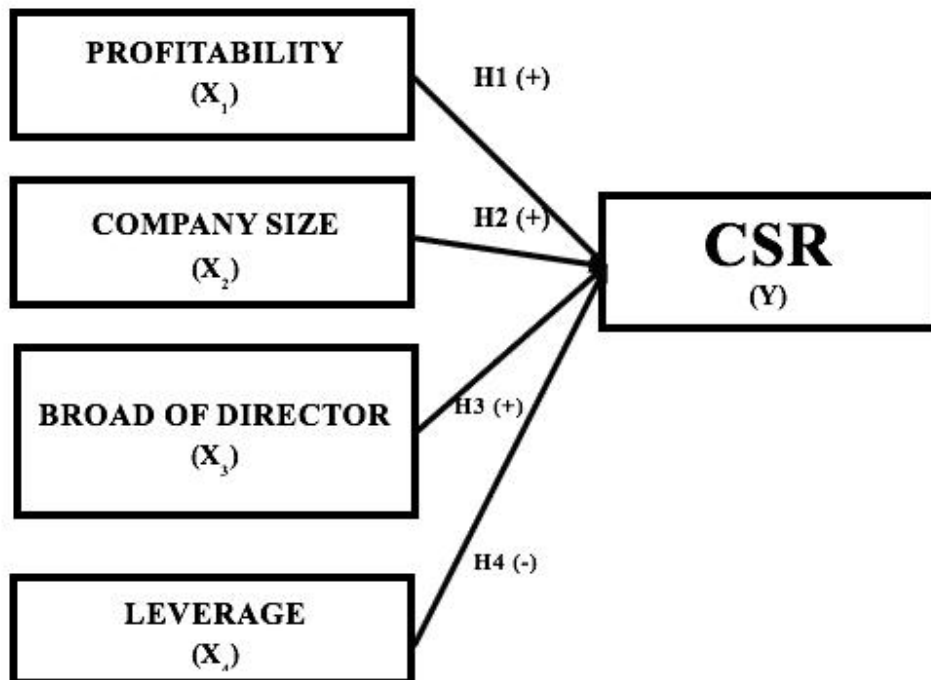 PROFITABILITY
(X₁)
H1 (+)
COMPANY SIZE
(X₂)
H2 (+)
CSR
(Y)
BROAD OF DIRECTOR
(X₃)
H3 (+)
H4 (-)
LEVERAGE
(X₄)